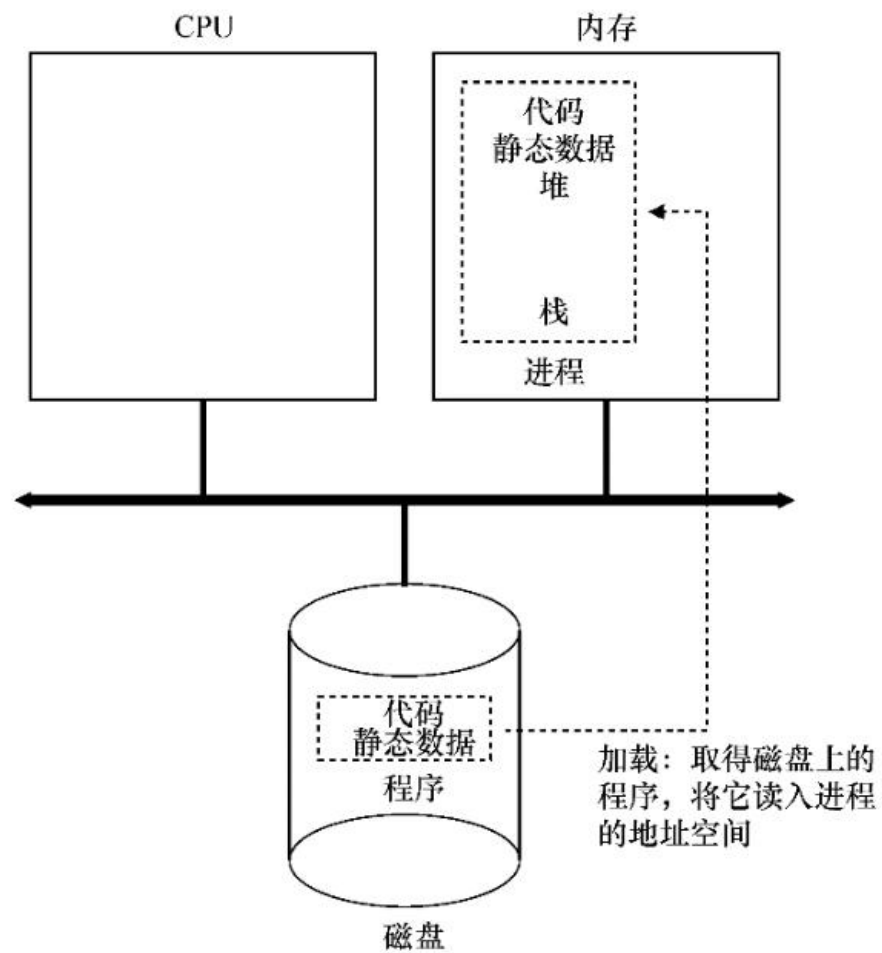 CPU
内存
代码
静态数据
堆
栈
进程
代码
静态数据
程序
加载：取得磁盘上的
程序，将它读入进程
的地址空间
磁盘